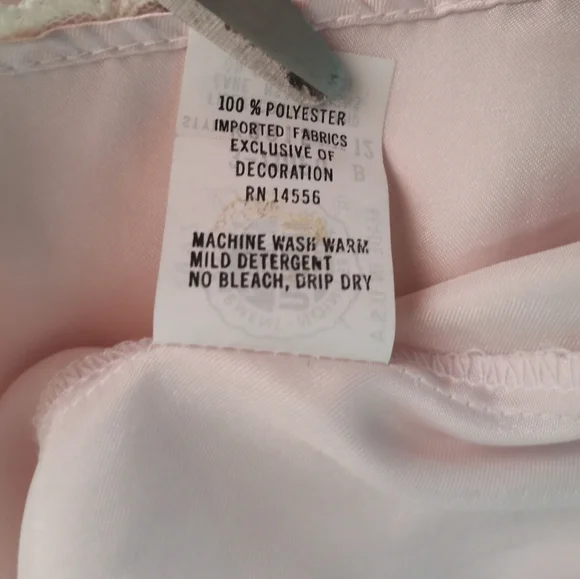 100 % POLYESTER
IMPORTED FABRICS
EXCLUSIVE OF
DECORATION
RN 14556
MACHINE WASH WARM
MILD DETERGENT
NO BLEACH, DRIP DRY